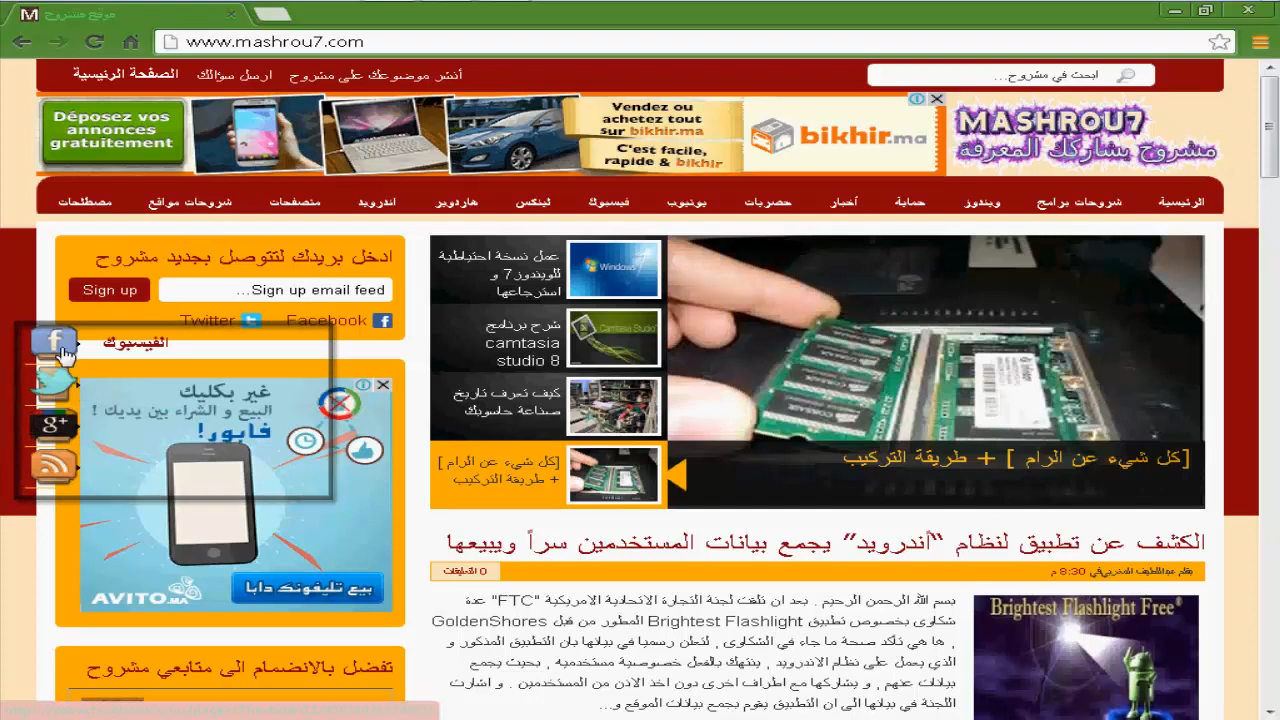 موقع مشروح
www.mashrou7.com
الصفحة الرئيسية
ارسل سؤالك
أنشر موضوعك على مشروح
ابحث في مشروح...
Déposez vos
annonces
gratuitement
Vendez ou
achetez tout
sur bikhir.ma
C'est facile,
rapide & bikhir
bikhir.ma
MASHROU7
مشروح يشاركك المعرفة
الرئيسية
شروحات برامج
ويندوز
حماية
أخبار
حصريات
يوتيوب
فيسبوك
لينكس
هاردوير
اندرويد
متصفحات
شروحات مواقع
مصطلحات
ادخل بريدك لتتوصل بجديد مشروح
Sign up
Sign up email feed...
Twitter
Facebook
الفيسبوك
غير بكليك
البيع و الشراء بين يديك !
فابور!
AVITO.MA
بيع تليفونك دابا
تفضل بالانضمام الى متابعي مشروح
عمل نسخة احتياطية
للويندوز7 و
استرجاعها
Windows
شرح برنامج
camtasia
studio 8
Camtasia Studio
كيف تعرف تاريخ
صناعة حاسوبك
[كل شيء عن الرام ]
+ طريقة التركيب
[كل شيء عن الرام ] + طريقة التركيب
الكشف عن تطبيق لنظام “أندرويد” يجمع بيانات المستخدمين سراً ويبيعها
8:30 م
0 التعليقات
بسم الله الرحمن الرحيم . بعد ان تلقت لجنة التجارة الاتحادية الامريكية "FTC" عدة
شكاوى بخصوص تطبيق Brightest Flashlight المطور من قبل GoldenShores
, ها هي تأكد صحة ما جاء في الشكاوى , لتعلن رسميا في بيانها بان التطبيق المذكور و
الذي يعمل على نظام الاندرويد , ينتهك بالفعل خصوصية مستخدميه , بحيث يجمع
بيانات عنهم , و يشاركها مع اطراف اخرى دون اخذ الاذن من المستخدمين . و اشارت
اللجنة في بيانها الى ان التطبيق يقوم بجمع بيانات الموقع و...
Brightest Flashlight Free®